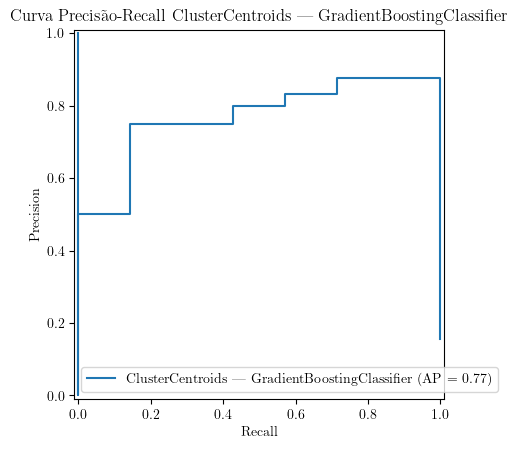 Curva Precisão-Recall ClusterCentroids — GradientBoostingClassifier
1.0
0.8
0.6
0.4
0.2
0.0
Precision
ClusterCentroids — GradientBoostingClassifier (AP = 0.77)
0.0 0.2 0.4 0.6 0.8 1.0
Recall